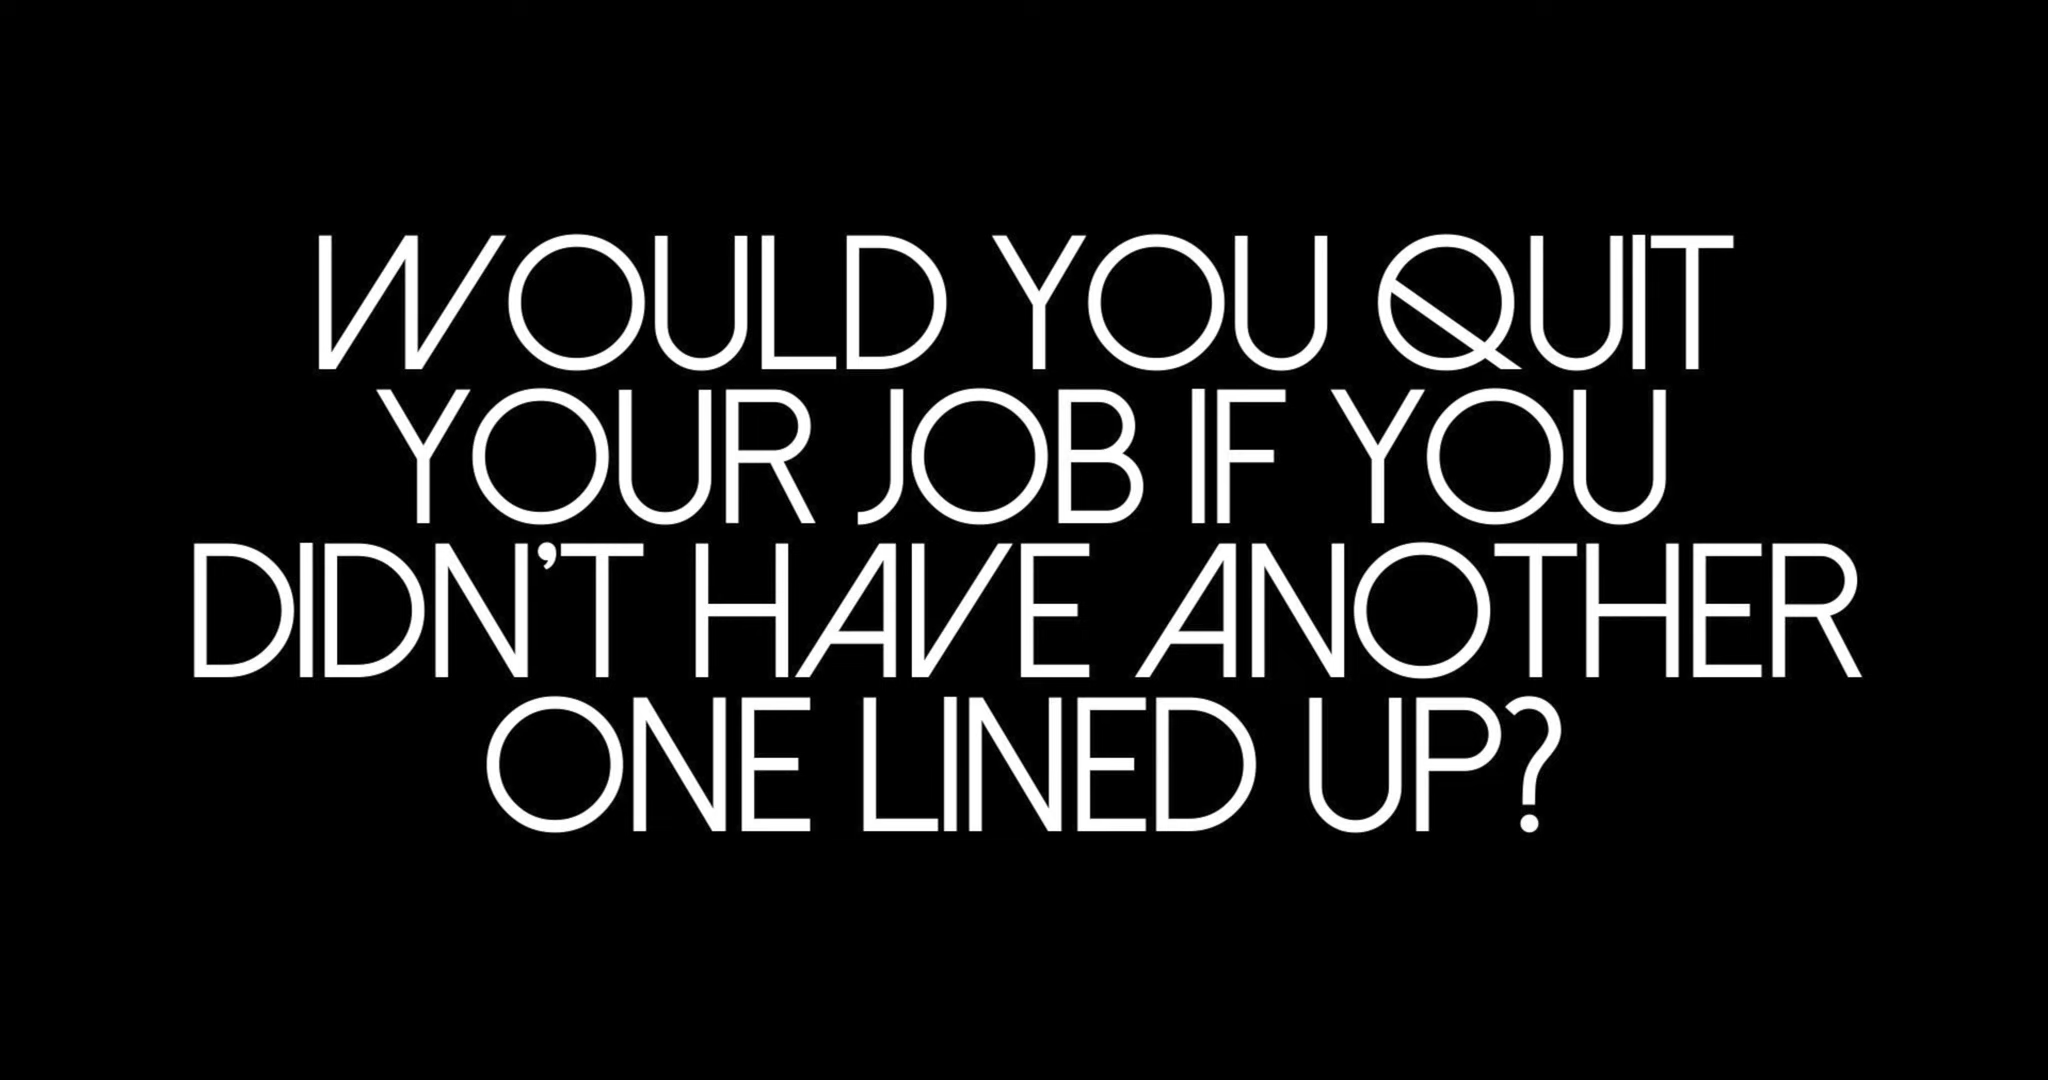 WOULD YOU QUIT
YOUR JOB IF YOU
DIDN’T HAVE ANOTHER
ONE LINED UP?